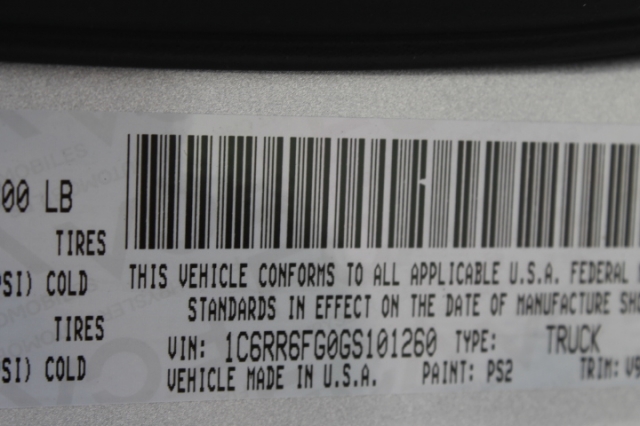 00 LB
TIRES
PSI) COLD
TIRES
SI) COLD
THIS VEHICLE CONFORMS TO ALL APPLICABLE U.S.A. FEDERAL
STANDARDS IN EFFECT ON THE DATE OF MANUFACTURE
VIN: 1C6RR6FG0GS101260 TYPE: TRUCK
VEHICLE MADE IN U.S.A. PAINT: PS2 TRIM: